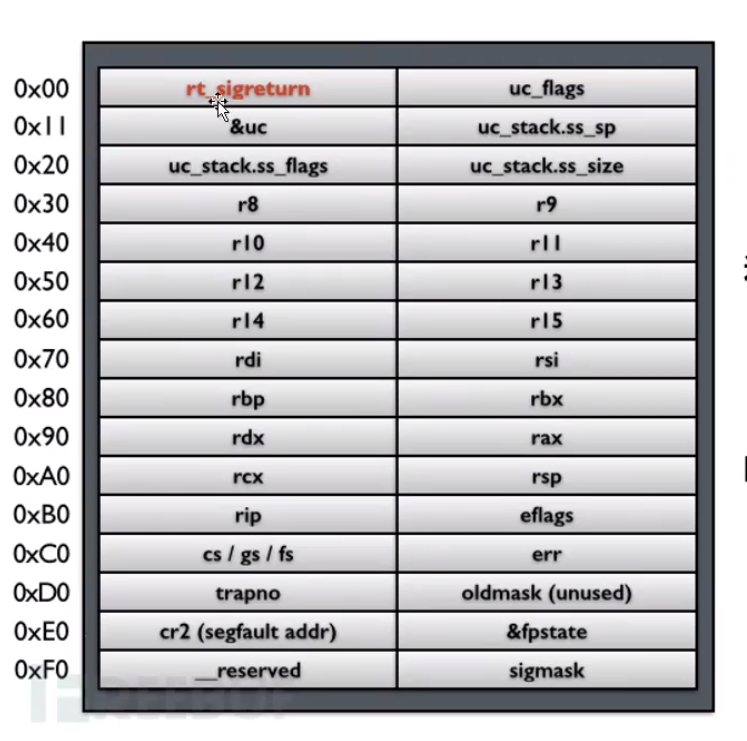 0x00 rt_sigreturn uc_flags
0x11 &uc uc_stack.ss_sp
0x20 uc_stack.ss_flags uc_stack.ss_size
0x30 r8 r9
0x40 r10 r11
0x50 r12 r13
0x60 r14 r15
0x70 rdi rsi
0x80 rbp rbx
0x90 rdx rax
0xA0 rcx rsp
0xB0 rip eflags
0xC0 cs / gs / fs err
0xD0 trapno oldmask (unused)
0xE0 cr2 (segfault addr) &fpstate
0xF0 __reserved sigmask